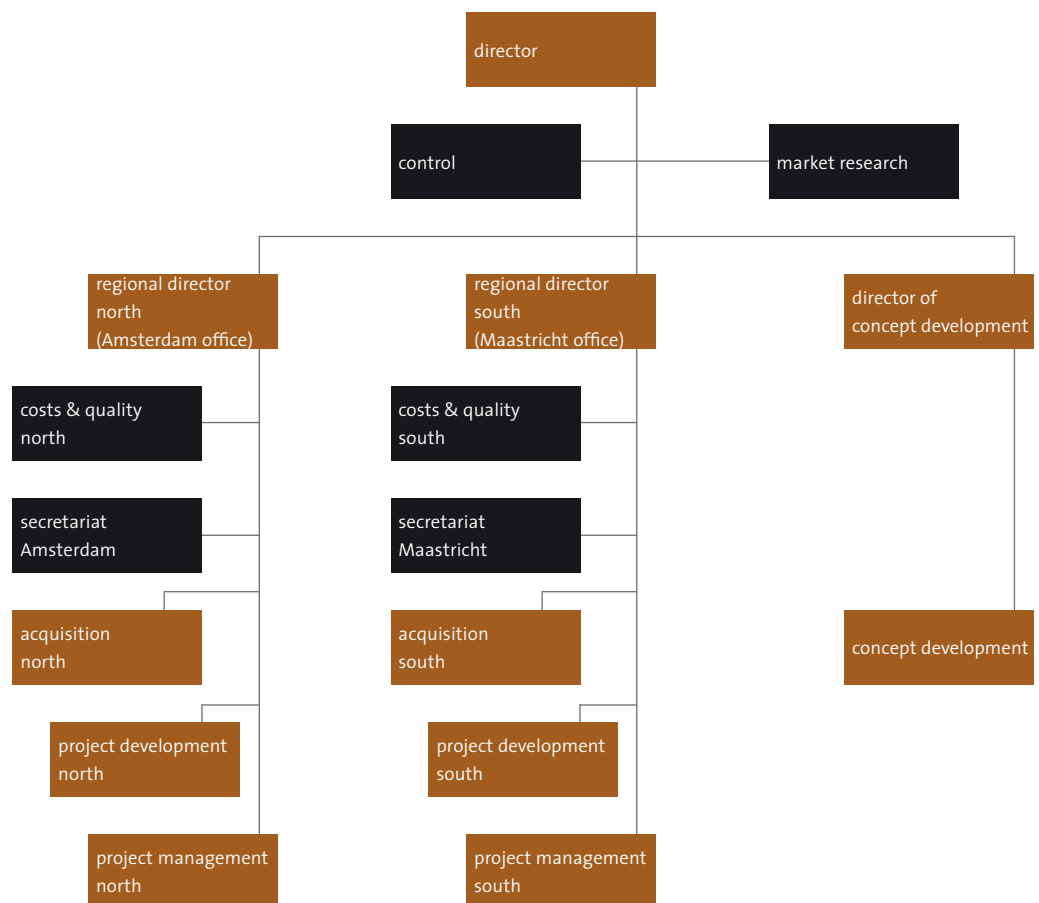 director
control
market research
regional director
north
(Amsterdam office)
regional director
south
(Maastricht office)
director of
concept development
costs & quality
north
costs & quality
south
secretariat
Amsterdam
secretariat
Maastricht
acquisition
north
acquisition
south
concept development
project development
north
project development
south
project management
north
project management
south